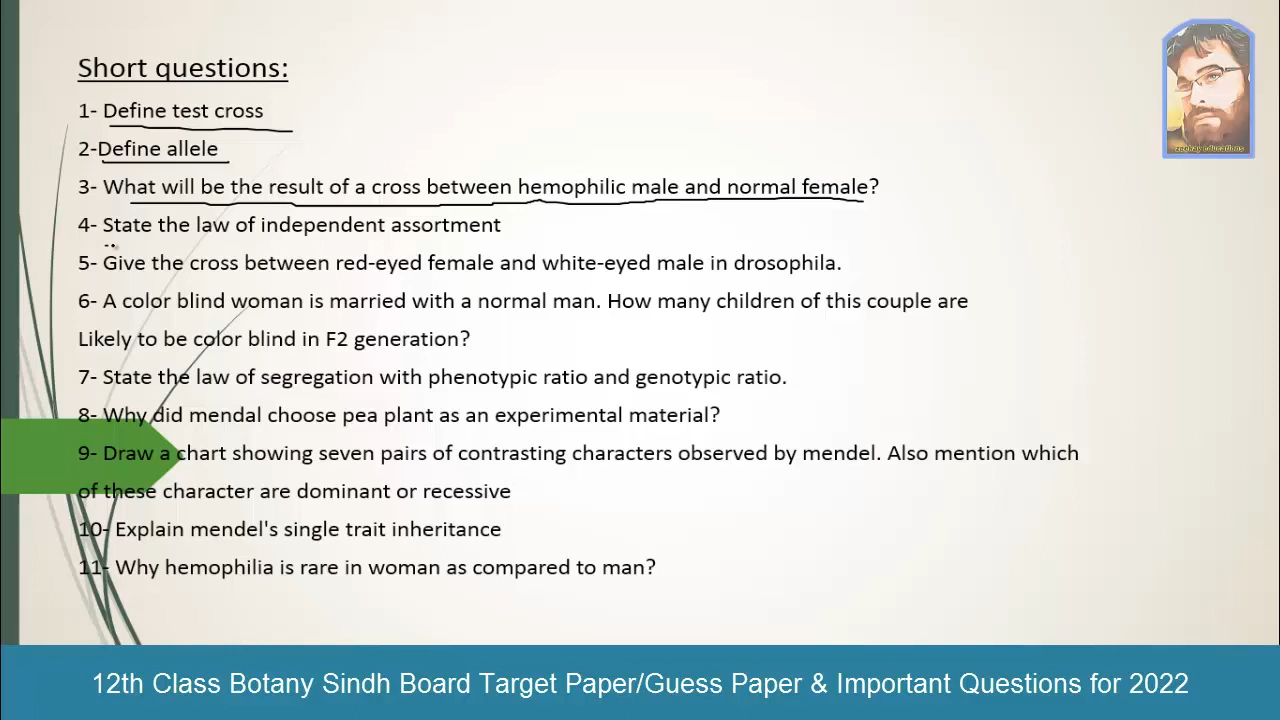 Short questions:
1- Define test cross
2-Define allele
3- What will be the result of a cross between hemophilic male and normal female?
4- State the law of independent assortment
5- Give the cross between red-eyed female and white-eyed male in drosophila.
6- A color blind woman is married with a normal man. How many children of this couple are
Likely to be color blind in F2 generation?
7- State the law of segregation with phenotypic ratio and genotypic ratio.
8- Why did mendal choose pea plant as an experimental material?
9- Draw a chart showing seven pairs of contrasting characters observed by mendel. Also mention which
of these character are dominant or recessive
10- Explain mendel's single trait inheritance
11- Why hemophilia is rare in woman as compared to man?
zeekay educations
12th Class Botany Sindh Board Target Paper/Guess Paper & Important Questions for 2022